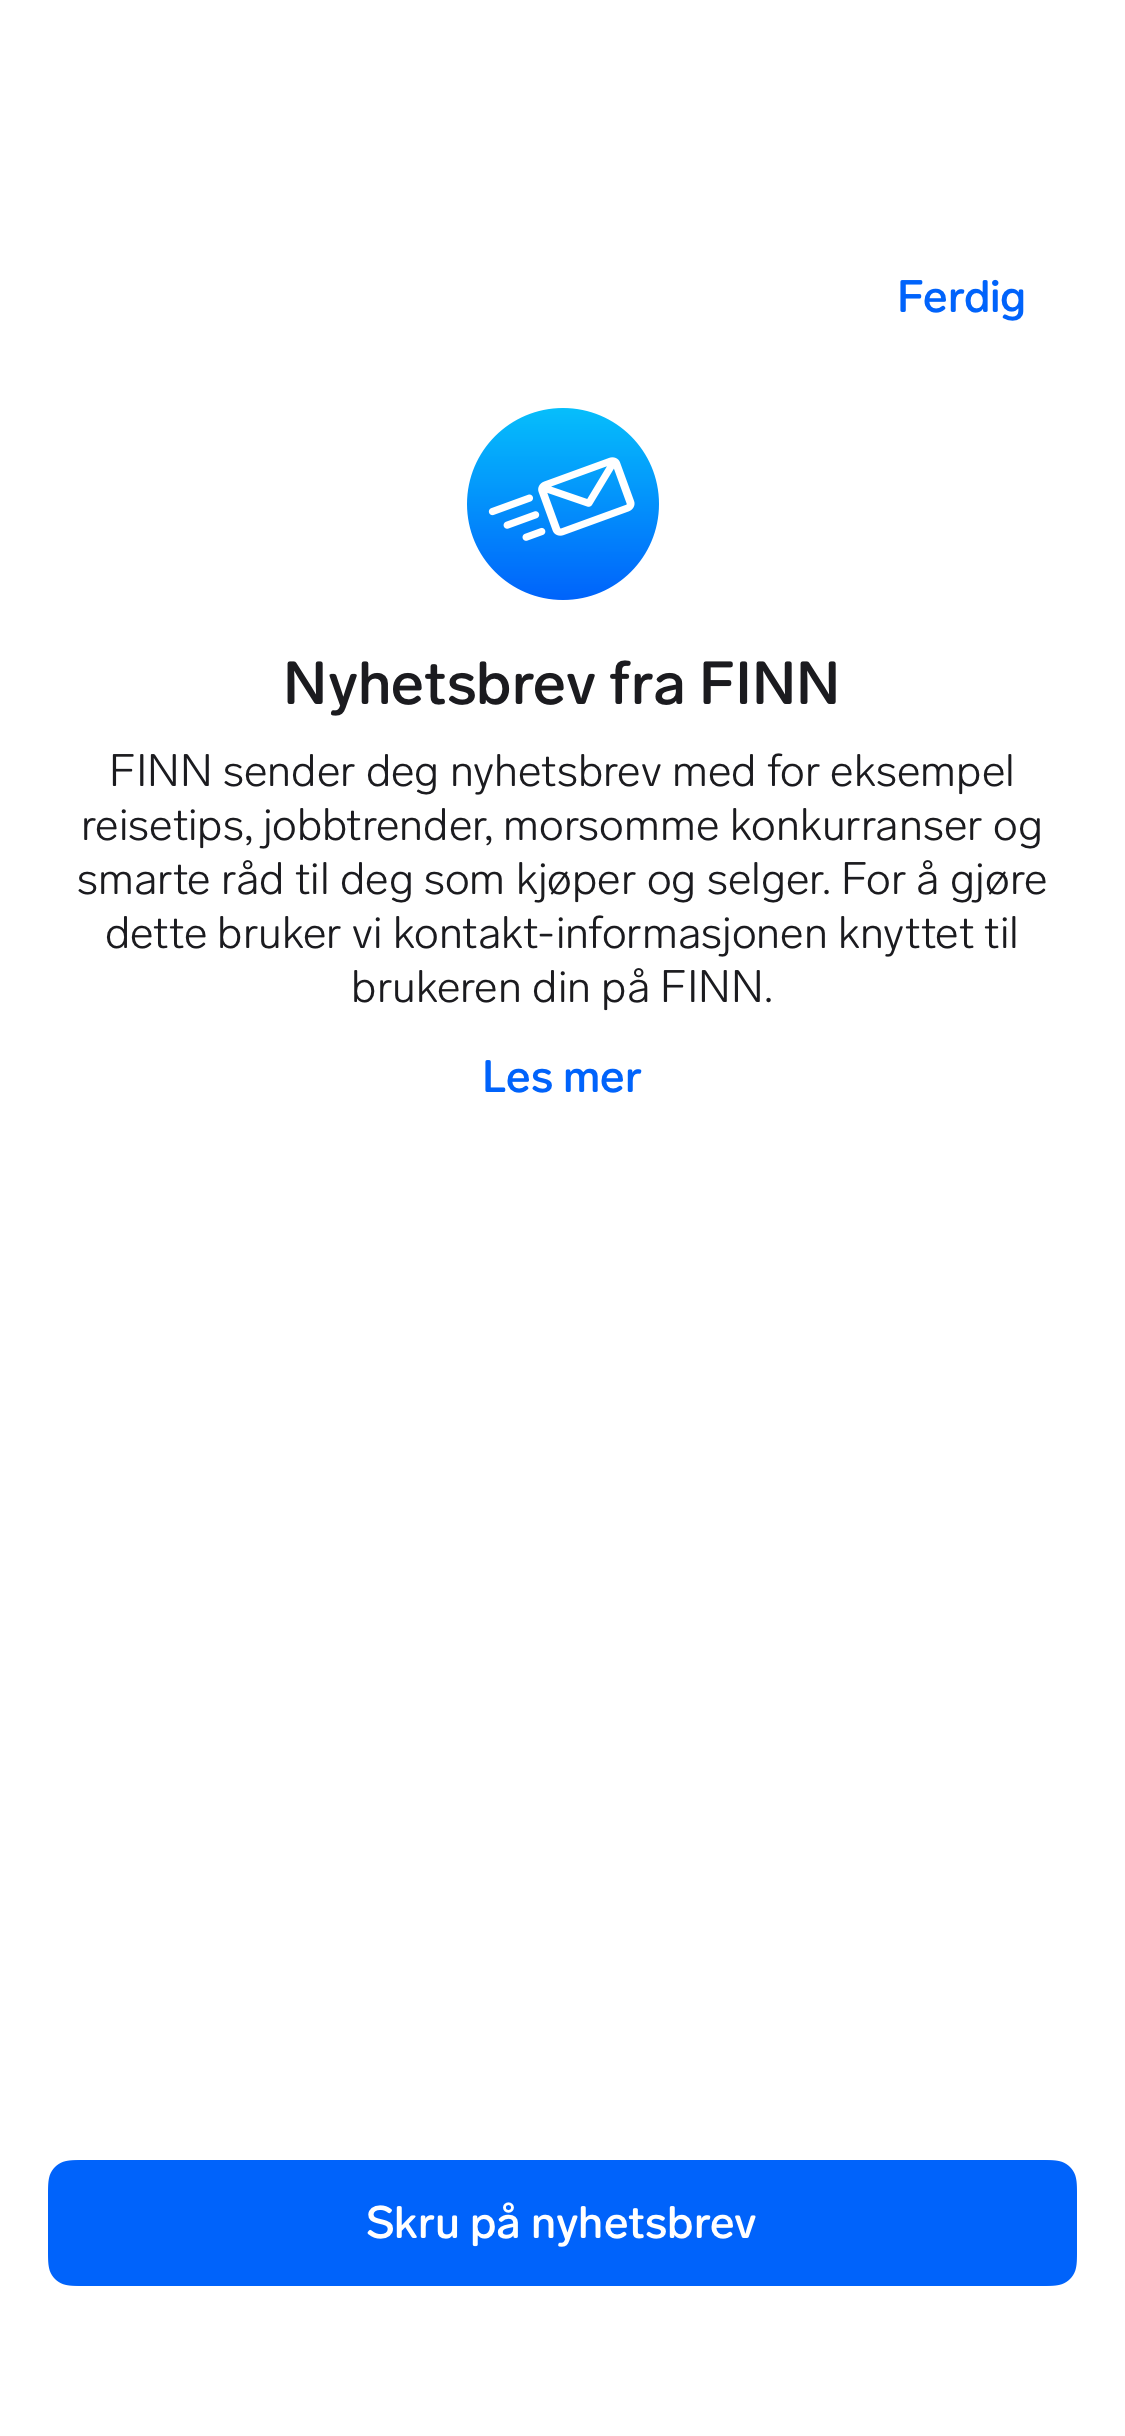 Ferdig
Nyhetsbrev fra FINN
FINN sender deg nyhetsbrev med for eksempel
reisetips, jobbtrender, morsomme konkurranser og
smarte råd til deg som kjøper og selger. For å gjøre
dette bruker vi kontakt-informasjonen knyttet til
brukeren din på FINN.
Les mer
Skru på nyhetsbrev